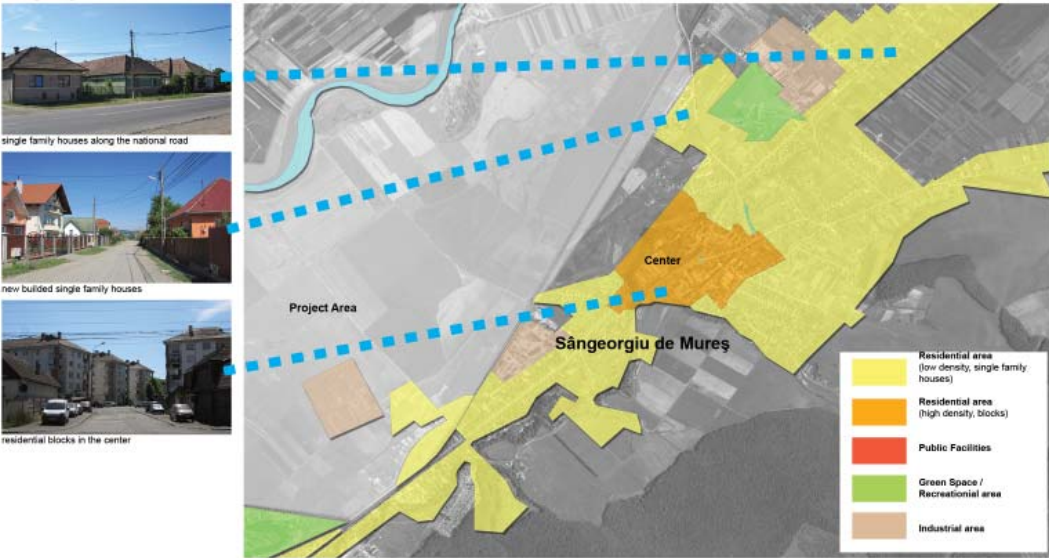 single family houses along the national road
new builded single family houses
residential blocks in the center
Project Area
Center
Sângeorgiu de Mureş
Residential area
(low density, single family
houses)
Residential area
(high density, blocks)
Public Facilities
Green Space /
Recreationial area
Industrial area